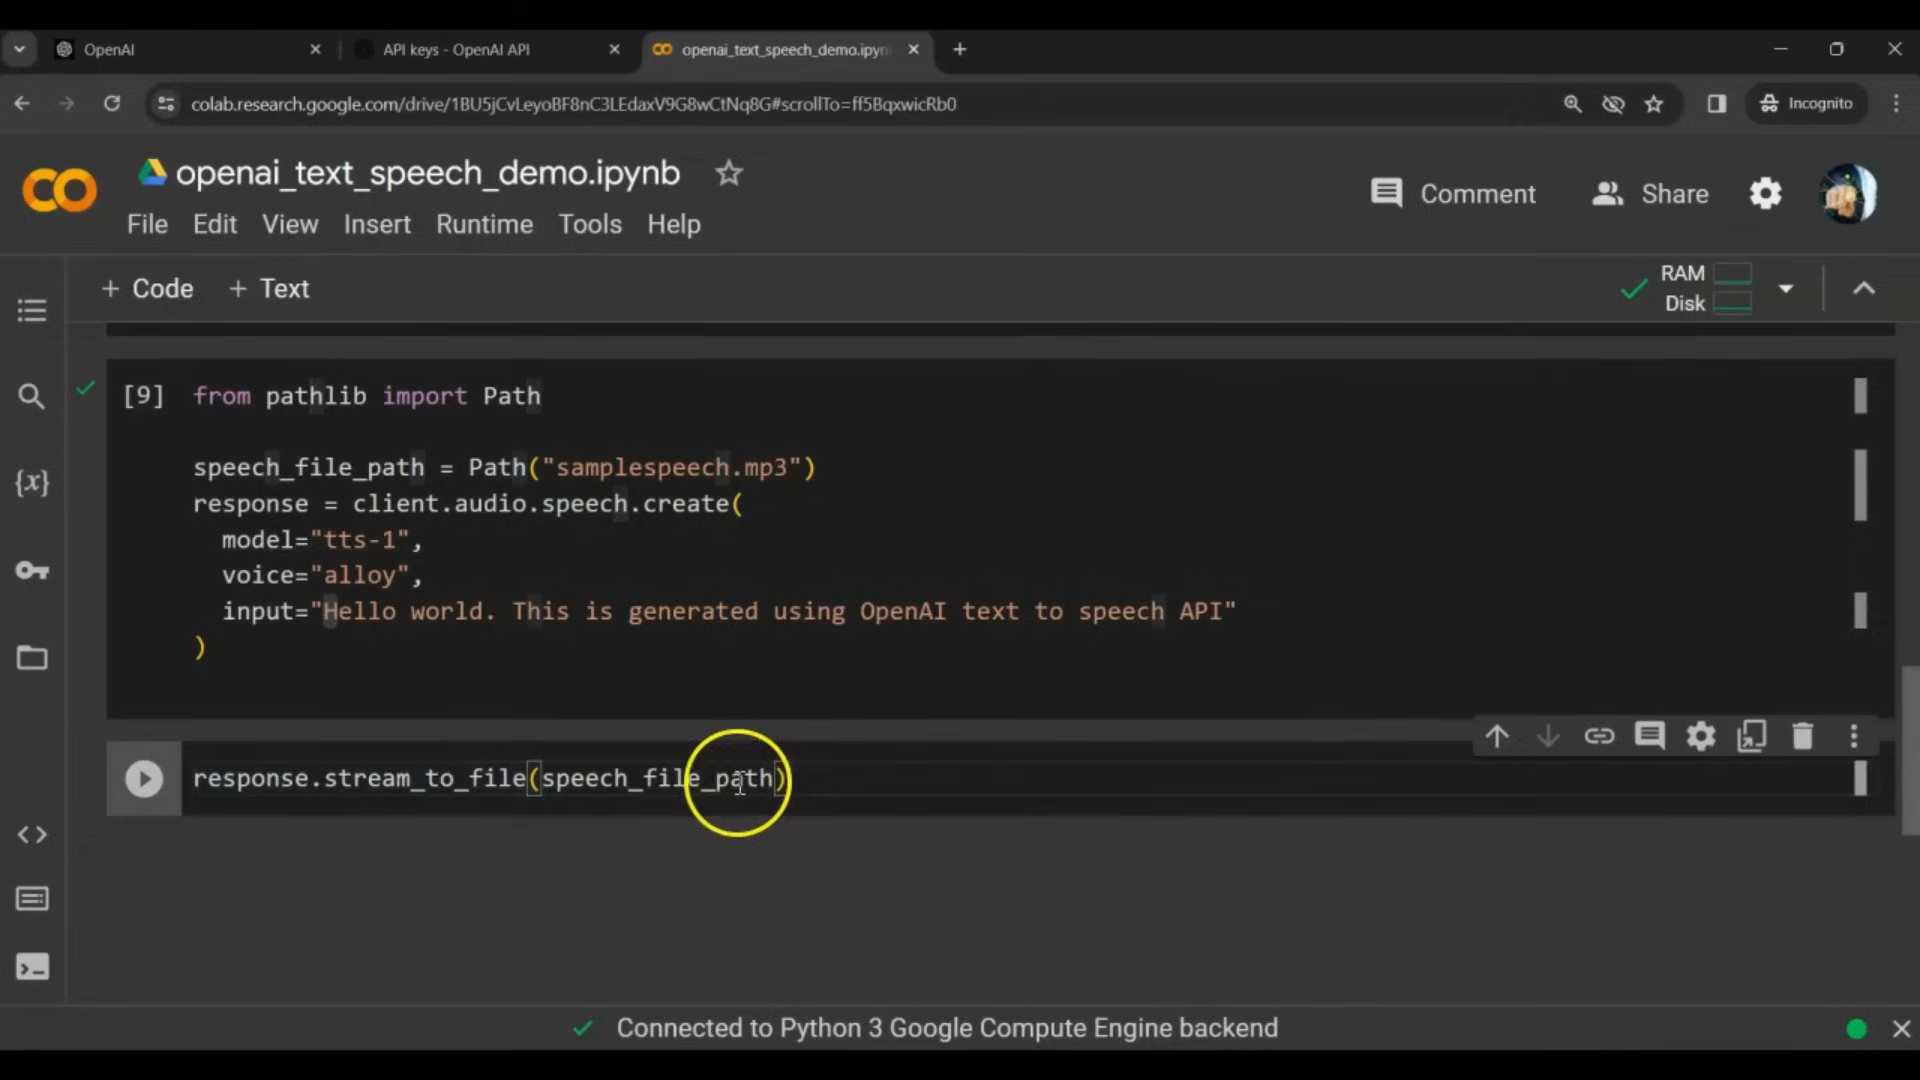 OpenAI
API keys - OpenAI API
openai_text_speech_demo.ipyn
colab.research.google.com/drive/1BU5jCvLeyoBF8nC3LEdaxV9G8wCtNq8G#scrollTo=ff5BqxwicRb0
Incognito
openai_text_speech_demo.ipynb
Comment
Share
File Edit View Insert Runtime Tools Help
+ Code + Text
RAM
Disk
[9] from pathlib import Path
speech_file_path = Path("samplespeech.mp3")
response = client.audio.speech.create(
model="tts-1",
voice="alloy",
input="Hello world. This is generated using OpenAI text to speech API"
)
response.stream_to_file(speech_file_path)
{x}
Connected to Python 3 Google Compute Engine backend